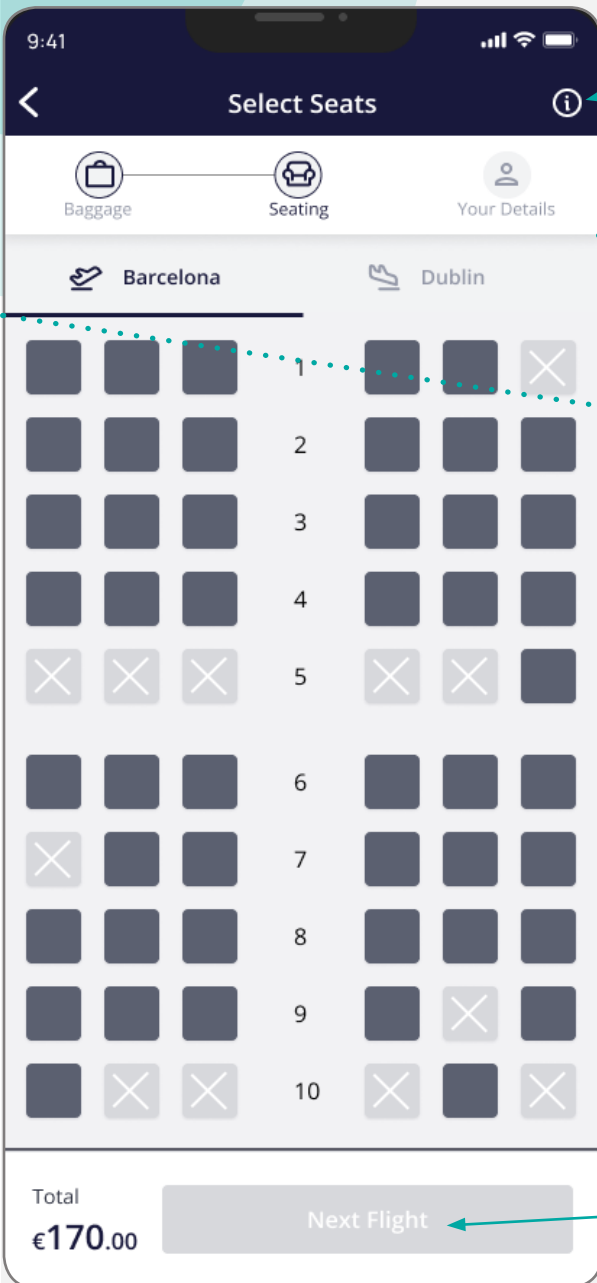 9:41
Select Seats
Baggage Seating Your Details
Barcelona Dublin
1
2
3
4
5
6
7
8
9
10
Total
€170.00
Next Flight